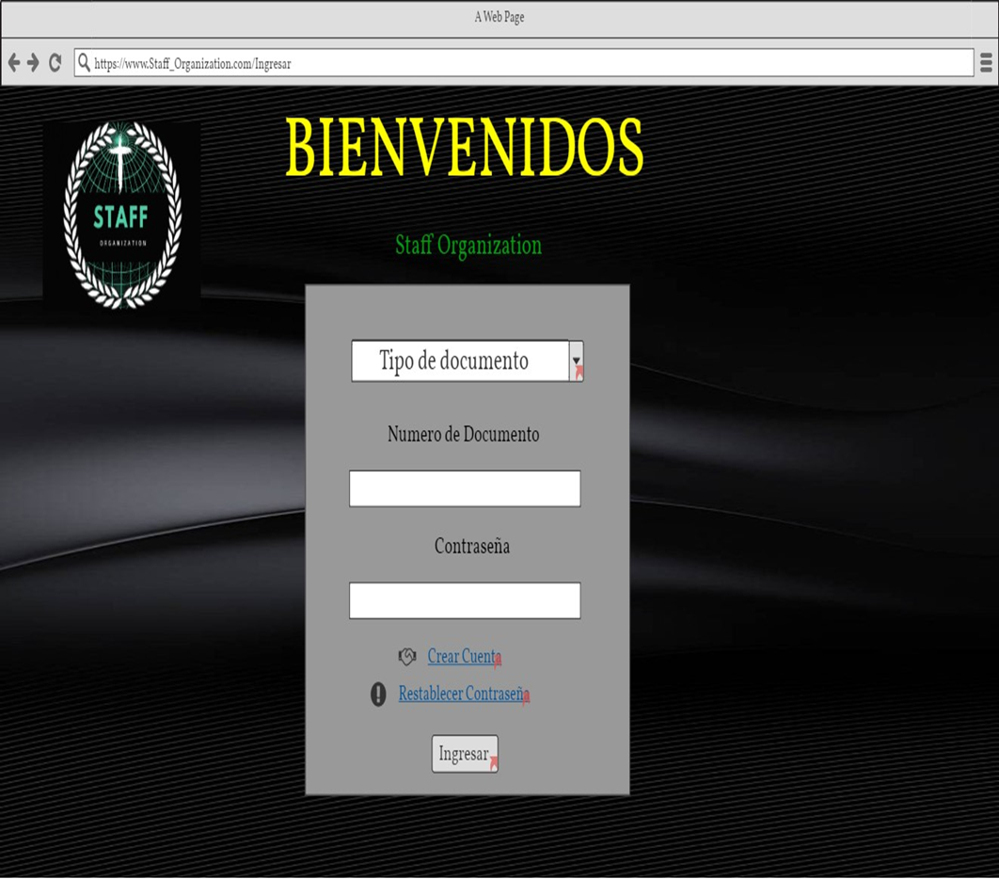 A Web Page
https://www.Staff_Organization.com/Ingresar
BIENVENIDOS
STAFF
ORGANIZATION
Staff Organization
Tipo de documento
Numero de Documento
Contraseña
Crear Cuenta
Restablecer Contraseña
Ingresar